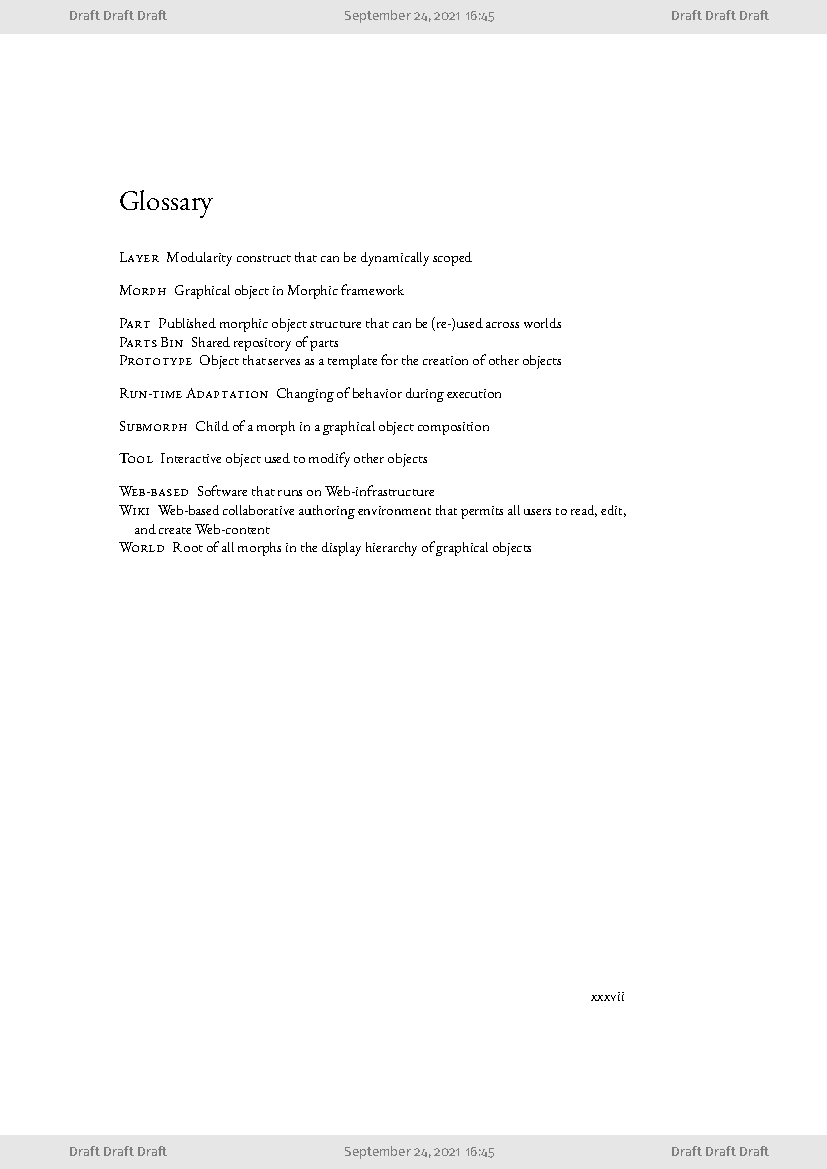 Draft Draft Draft September 24, 2021 16:45 Draft Draft Draft
Glossary
Layer Modularity construct that can be dynamically scoped
Morph Graphical object in Morphic framework
Part Published morphic object structure that can be (re-)used across worlds
Parts Bin Shared repository of parts
Prototype Object that serves as a template for the creation of other objects
Run-time Adaptation Changing of behavior during execution
Submorph Child of a morph in a graphical object composition
Tool Interactive object used to modify other objects
Web-based Software that runs on Web-infrastructure
Wiki Web-based collaborative authoring environment that permits all users to read, edit,
and create Web-content
World Root of all morphs in the display hierarchy of graphical objects
xxxvii
Draft Draft Draft September 24, 2021 16:45 Draft Draft Draft